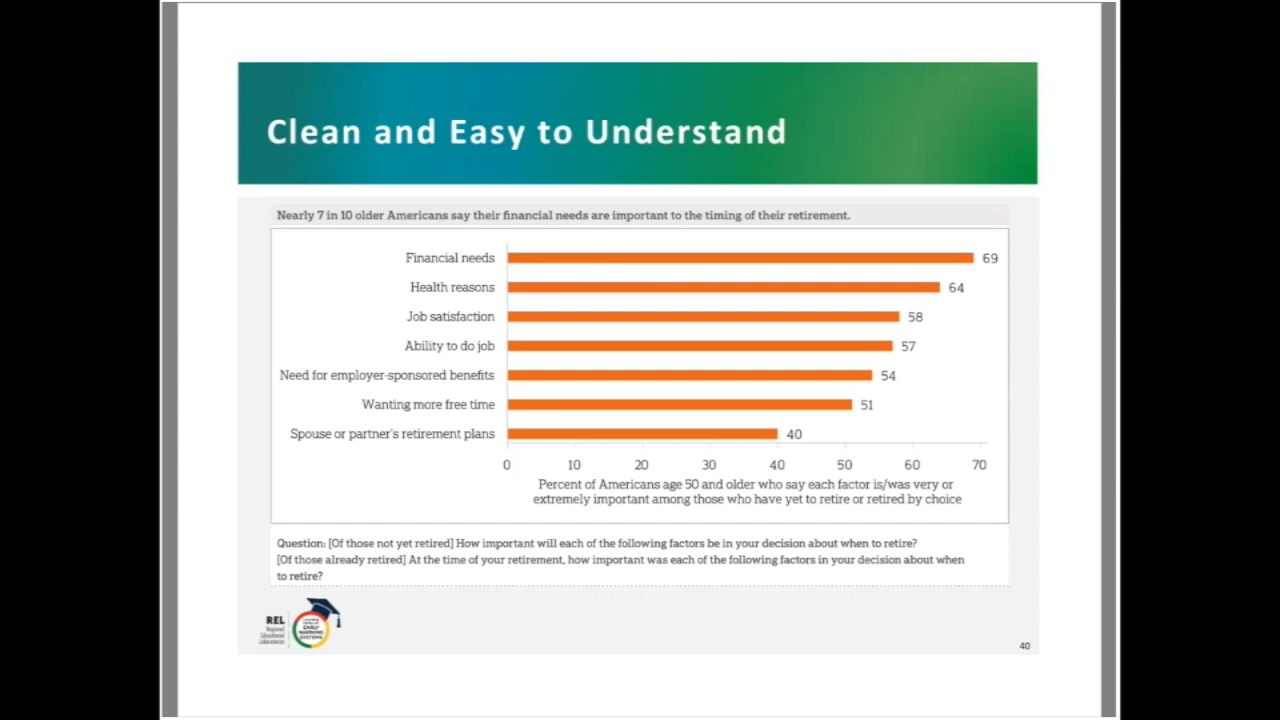 Clean and Easy to Understand
Nearly 7 in 10 older Americans say their financial needs are important to the timing of their retirement.
Financial needs 69
Health reasons 64
Job satisfaction 58
Ability to do job 57
Need for employer-sponsored benefits 54
Wanting more free time 51
Spouse or partner's retirement plans 40
0 10 20 30 40 50 60 70
Percent of Americans age 50 and older who say each factor is/was very or
extremely important among those who have yet to retire or retired by choice
Question: [Of those not yet retired] How important will each of the following factors be in your decision about when to retire?
[Of those already retired] At the time of your retirement, how important was each of the following factors in your decision about when
to retire?
REL
Regional
Educational
Laboratories
EARLY
WARNING
SYSTEMS
40